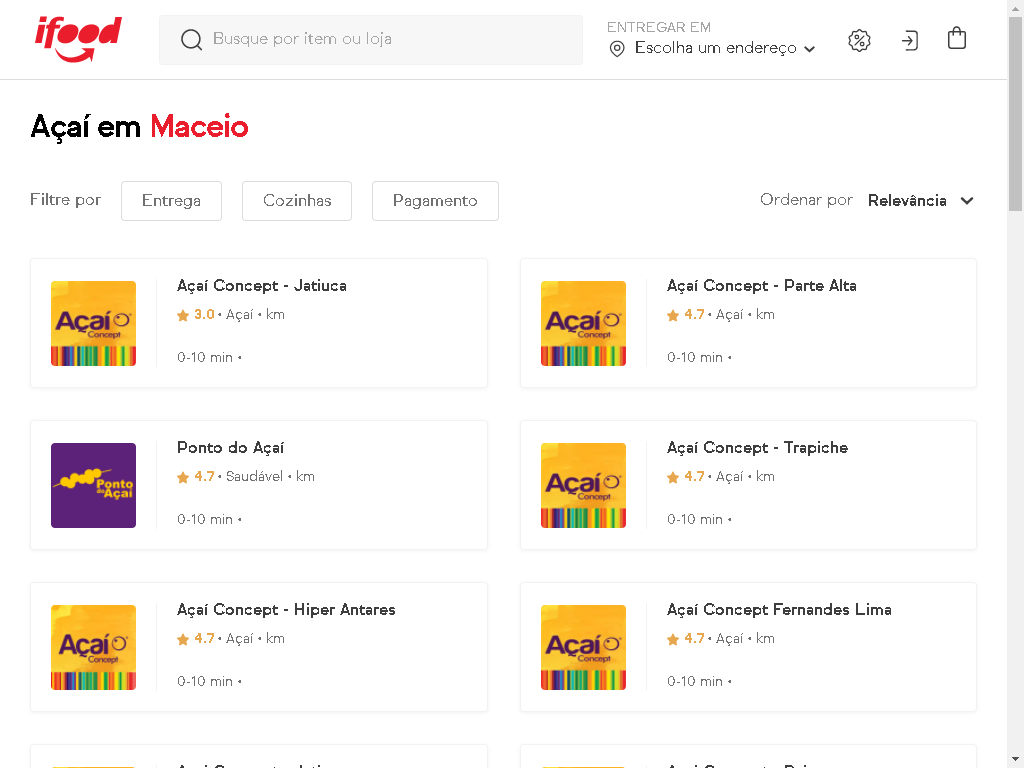 ifood
Busque por item ou loja
ENTREGAR EM
Escolha um endereço
Açaí em Maceio
Filtre por
Entrega
Cozinhas
Pagamento
Ordenar por
Relevância
Açaí Concept
Açaí Concept - Jatiuca
3.0 • Açaí • km
0-10 min •
Açaí Concept
Açaí Concept - Parte Alta
4.7 • Açaí • km
0-10 min •
Ponto do Açaí
Ponto do Açaí
4.7 • Saudável • km
0-10 min •
Açaí Concept
Açaí Concept - Trapiche
4.7 • Açaí • km
0-10 min •
Açaí Concept
Açaí Concept - Hiper Antares
4.7 • Açaí • km
0-10 min •
Açaí Concept
Açaí Concept Fernandes Lima
4.7 • Açaí • km
0-10 min •